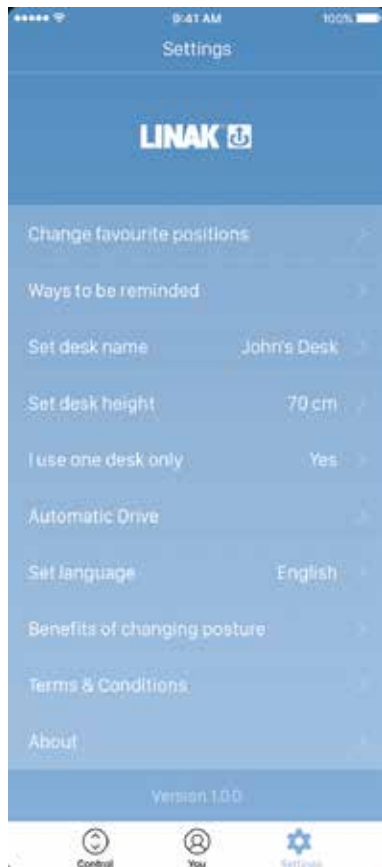 9:41 AM 100%
Settings
LINAK
Change favourite positions
Ways to be reminded
Set desk name John's Desk
Set desk height 70 cm
I use one desk only Yes
Automatic Drive
Set language English
Benefits of changing posture
Terms & Conditions
About
Version 1.0.0
Control You Settings